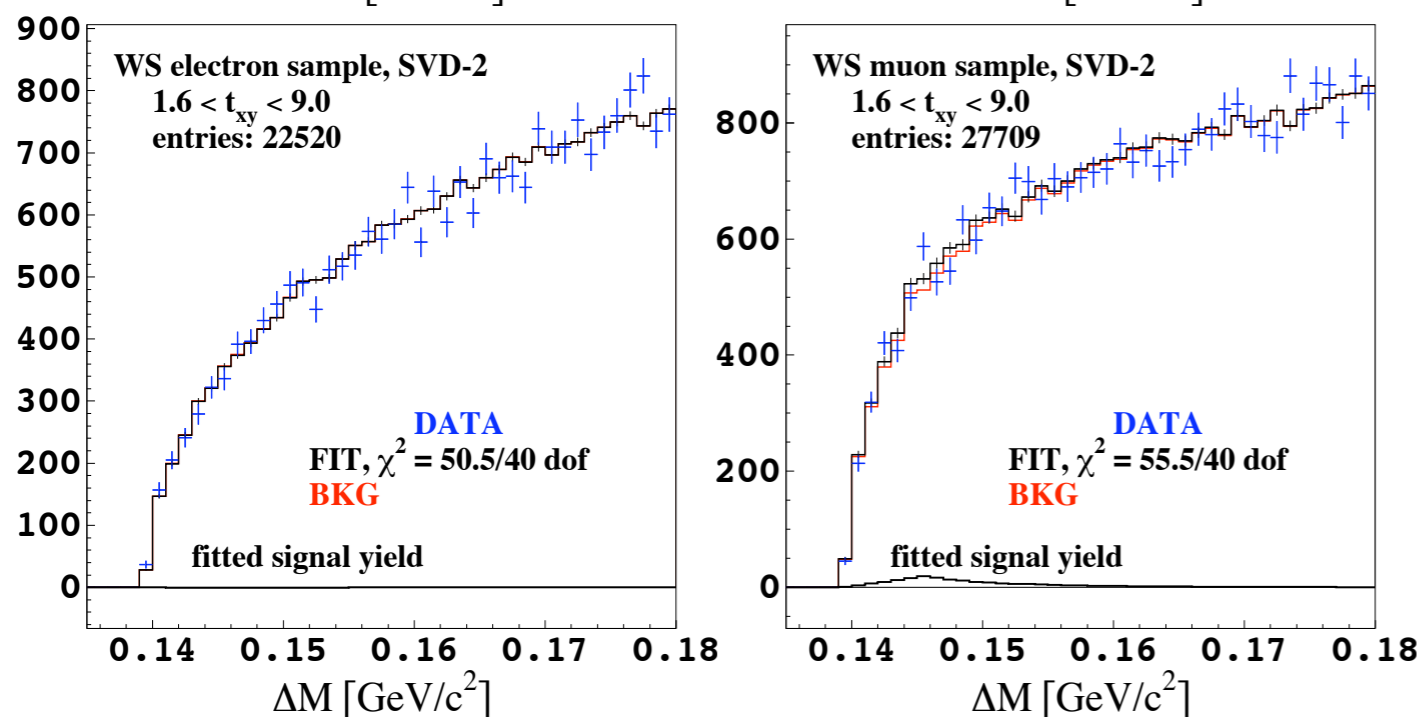 900
800
700
600
500
400
300
200
100
0
WS electron sample, SVD-2
1.6 < t_xy < 9.0
entries: 22520
DATA
FIT, χ² = 50.5/40 dof
BKG
fitted signal yield
0.14 0.15 0.16 0.17 0.18
ΔM [GeV/c²]
800
600
400
200
0
WS muon sample, SVD-2
1.6 < t_xy < 9.0
entries: 27709
DATA
FIT, χ² = 55.5/40 dof
BKG
fitted signal yield
0.14 0.15 0.16 0.17 0.18
ΔM [GeV/c²]